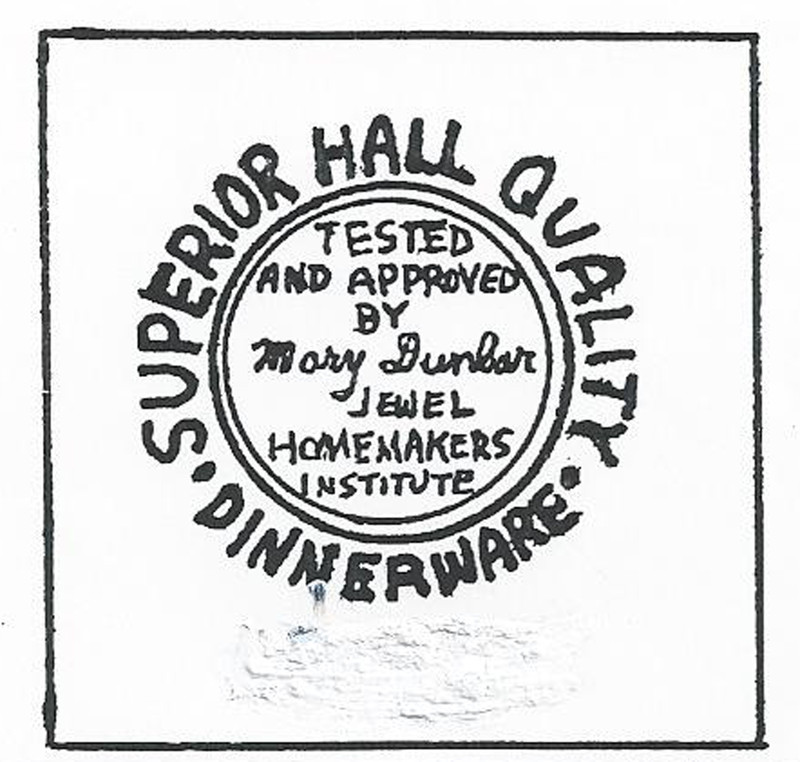 SUPERIOR HALL QUALITY
TESTED
AND APPROVED
BY
Mary Dunbar
JEWEL
HOMEMAKERS
INSTITUTE
• DINNERWARE •